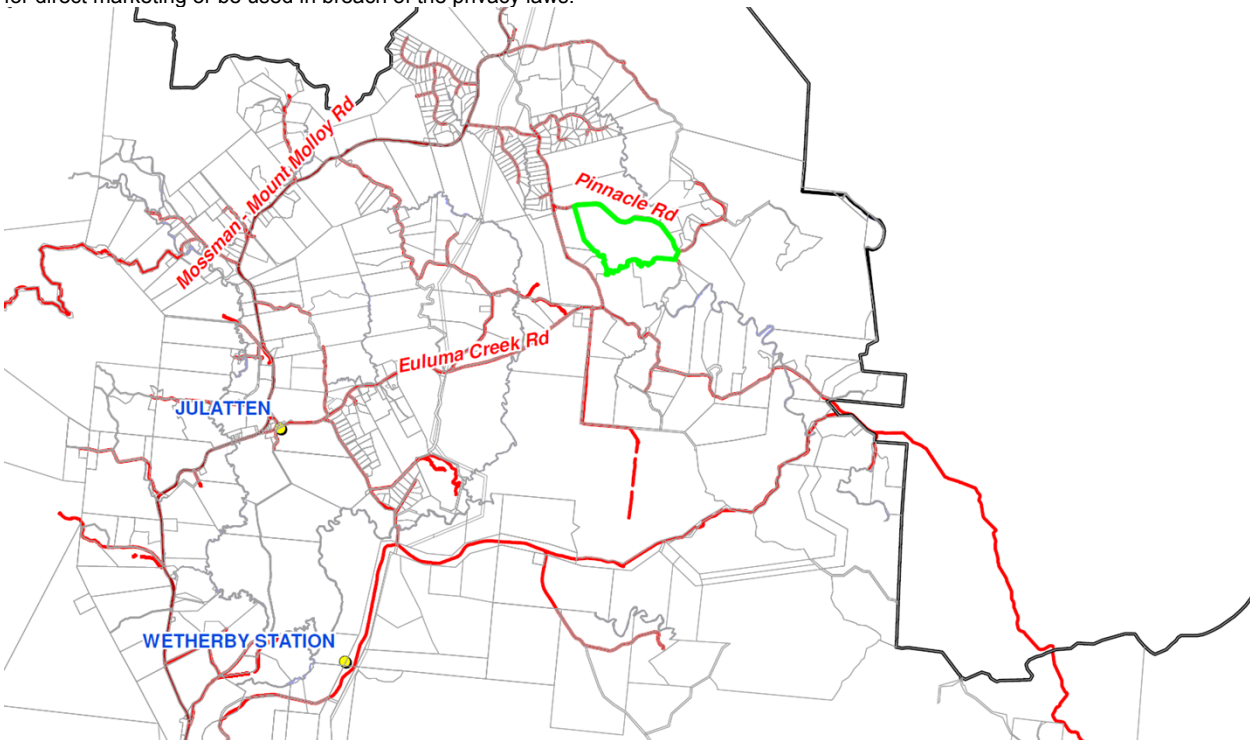 for direct marketing or be used in breach of the privacy laws.
Mossman - Mount Molloy Rd
Pinnacle Rd
Euluma Creek Rd
JULATTEN
WETHERBY STATION